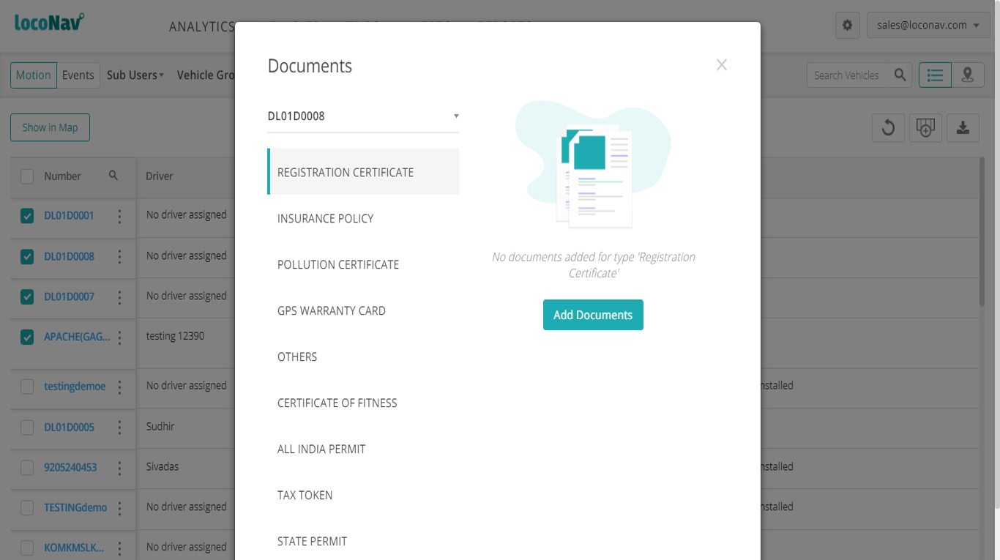 locoNav
ANALYTICS
sales@loconav.com
Documents
Motion
Events
Sub Users
Vehicle Gro
Search Vehicles
DL01D0008
Show in Map
REGISTRATION CERTIFICATE
Number
Driver
INSURANCE POLICY
DL01D0001
No driver assigned
DL01D0008
No driver assigned
No documents added for type 'Registration
Certificate'
POLLUTION CERTIFICATE
DL01D0007
No driver assigned
GPS WARRANTY CARD
Add Documents
APACHE(GAG...
testing 12390
OTHERS
testingdemoe
No driver assigned
nstalled
CERTIFICATE OF FITNESS
DL01D0005
Sudhir
ALL INDIA PERMIT
9205240453
Sivadas
nstalled
TAX TOKEN
TESTINGdemo
No driver assigned
nstalled
STATE PERMIT
KOMKMSLK...
No driver assigned